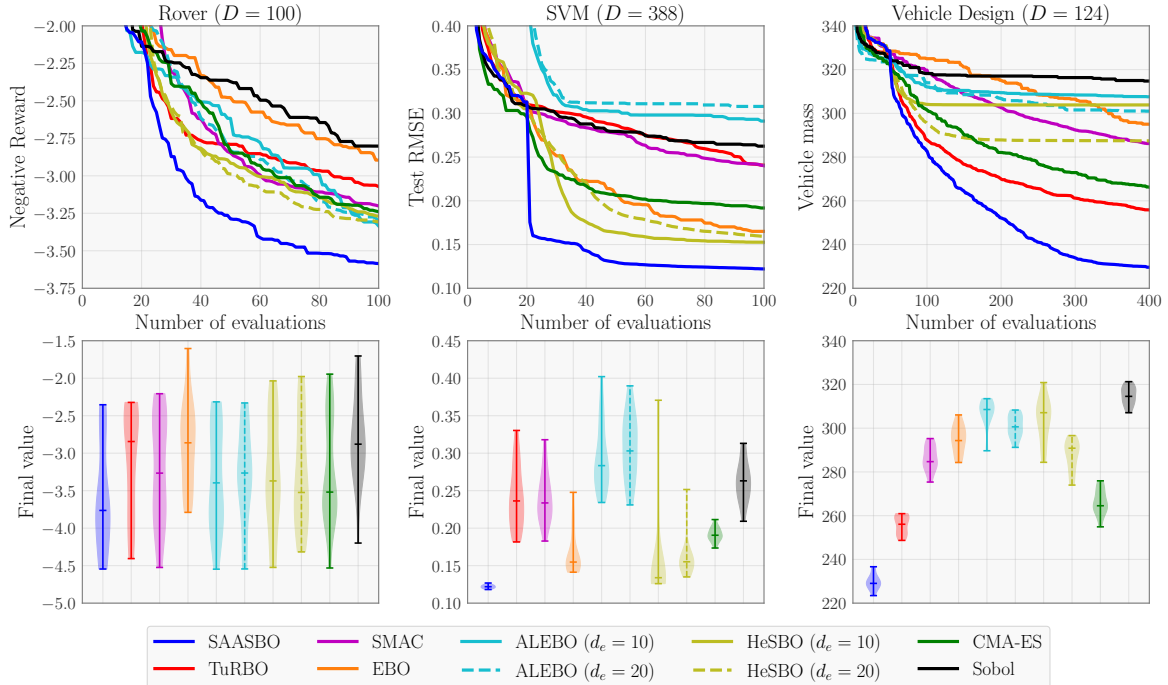 Rover (D = 100)
SVM (D = 388)
Vehicle Design (D = 124)
Negative Reward
−2.00
−2.25
−2.50
−2.75
−3.00
−3.25
−3.50
−3.75
0 20 40 60 80 100
Number of evaluations
Test RMSE
0.40
0.35
0.30
0.25
0.20
0.15
0.10
0 20 40 60 80 100
Number of evaluations
Vehicle mass
340
320
300
280
260
240
220
0 100 200 300 400
Number of evaluations
Final value
−1.5
−2.0
−2.5
−3.0
−3.5
−4.0
−4.5
−5.0
Final value
0.45
0.40
0.35
0.30
0.25
0.20
0.15
0.10
Final value
340
320
300
280
260
240
220
SAASBO SMAC ALEBO (dₑ = 10) HeSBO (dₑ = 10) CMA-ES
TuRBO EBO ALEBO (dₑ = 20) HeSBO (dₑ = 20) Sobol